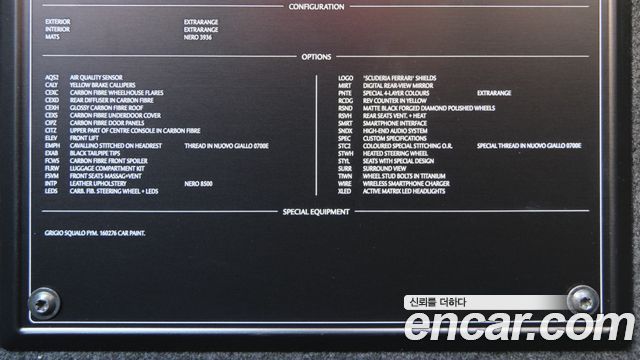 CONFIGURATION
EXTERIOR EXTRARANGE
INTERIOR EXTRARANGE
MATS NERO 3936
OPTIONS
AQS2 AIR QUALITY SENSOR
CALY YELLOW BRAKE CALLIPERS
CEXC CARBON FIBRE WHEELHOUSE FLARES
CEXD REAR DIFFUSER IN CARBON FIBRE
CEXH GLOSSY CARBON FIBRE ROOF
CEXS CARBON FIBRE UNDERDOOR COVER
CIPZ CARBON FIBRE DOOR PANELS
CITZ UPPER PART OF CENTRE CONSOLE IN CARBON FIBRE
ELEV FRONT LIFT
EMPH CAVALLINO STITCHED ON HEADREST THREAD IN NUOVO GIALLO 0700E
EXAB BLACK TAILPIPE TIPS
FCWS CARBON FIBRE FRONT SPOILER
FLRW LUGGAGE COMPARTMENT KIT
FSVM FRONT SEATS MASSAG+VENT
INTP LEATHER UPHOLSTERY NERO 8500
LEDS CARB. FIB. STEERING WHEEL + LEDS
LOGO "SCUDERIA FERRARI" SHIELDS
MIRT DIGITAL REAR-VIEW MIRROR
PNTE SPECIAL 4-LAYER COLOURS EXTRARANGE
RCDG REV COUNTER IN YELLOW
RSND MATTE BLACK FORGED DIAMOND POLISHED WHEELS
RSVH REAR SEATS VENT. + HEAT
SMRT SMARTPHONE INTERFACE
SNDX HIGH-END AUDIO SYSTEM
SPEC CUSTOM SPECIFICATIONS
STC2 COLOURED SPECIAL STITCHING O.R. SPECIAL THREAD IN NUOVO GIALLO 0700E
STWH HEATED STEERING WHEEL
STYL SEATS WITH SPECIAL DESIGN
SURR SURROUND VIEW
TIWN WHEEL STUD BOLTS IN TITANIUM
WIRE WIRELESS SMARTPHONE CHARGER
XLED ACTIVE MATRIX LED HEADLIGHTS
SPECIAL EQUIPMENT
GRIGIO SQUALO PYM. 160276 CAR PAINT.
신뢰를 더하다
encar.com